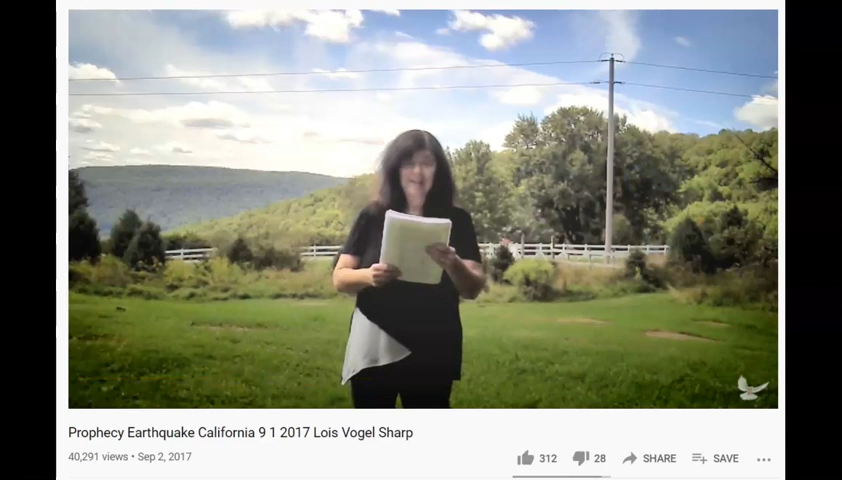 Prophecy Earthquake California 9 1 2017 Lois Vogel Sharp
40,291 views • Sep 2, 2017 312 28 SHARE SAVE